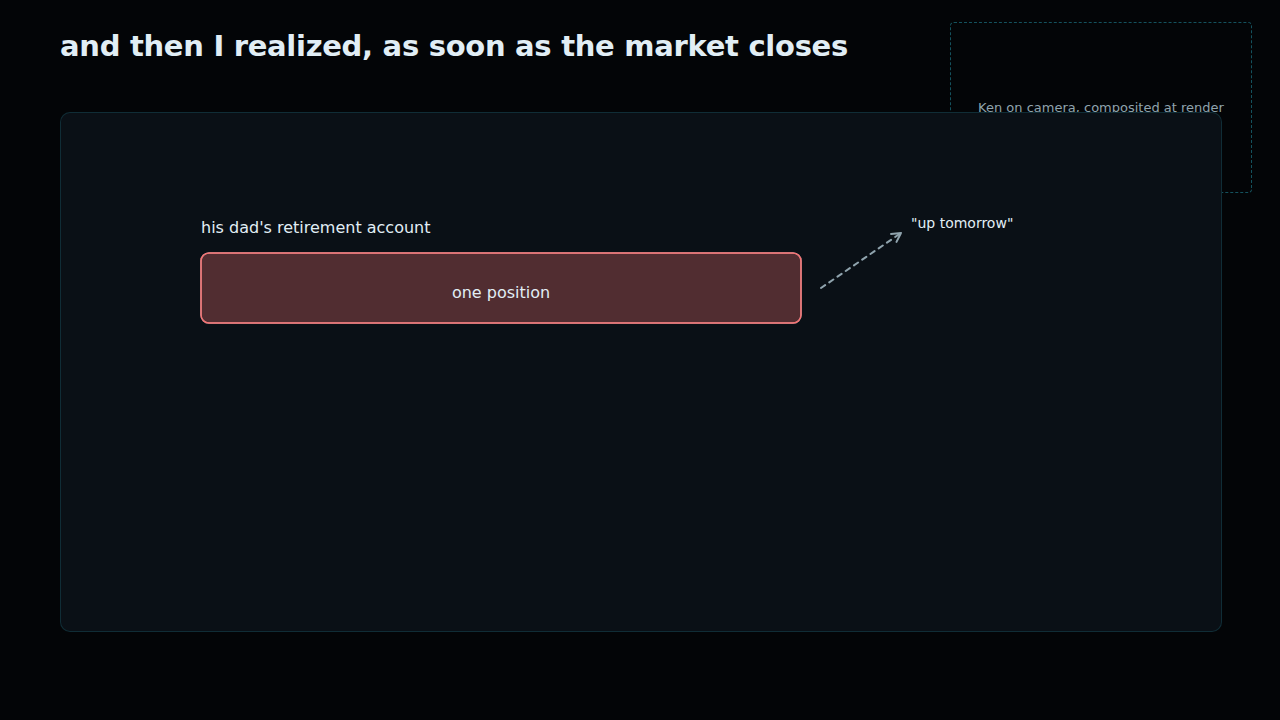 and then I realized, as soon as the market closes
Ken on camera, composited at render
his dad's retirement account
"up tomorrow"
one position